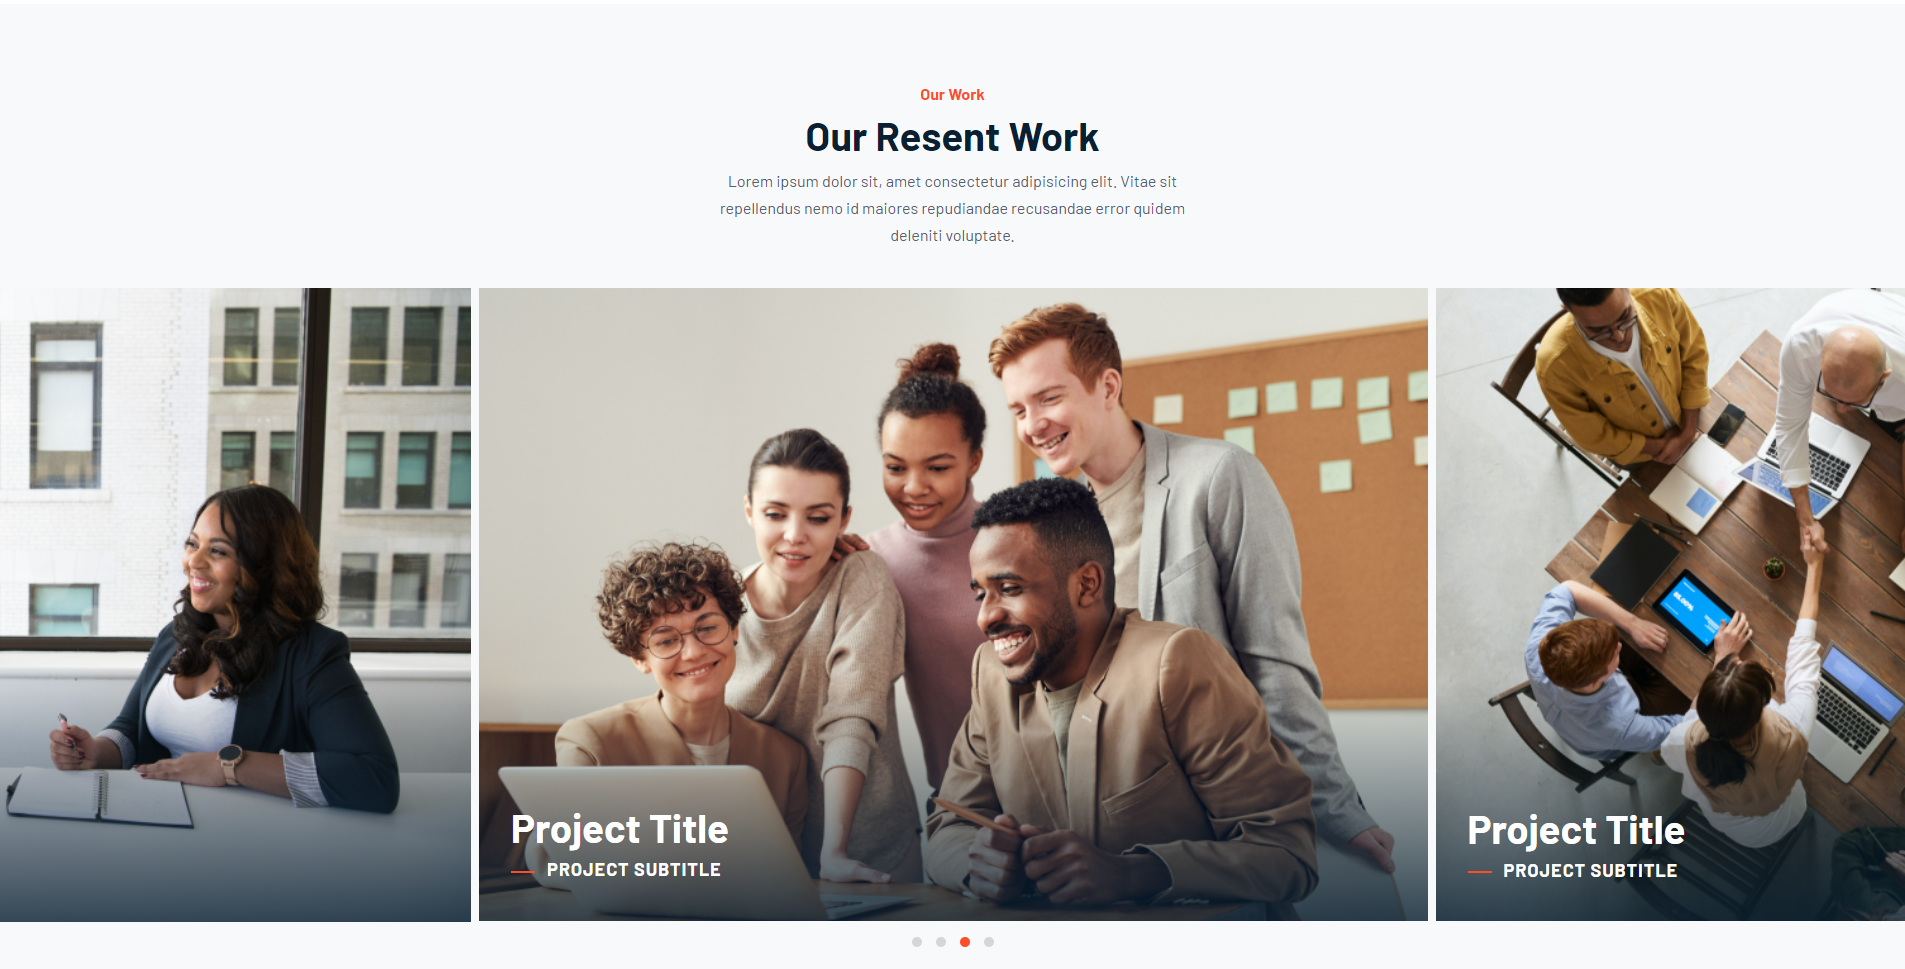 Our Work
Our Resent Work
Lorem ipsum dolor sit, amet consectetur adipisicing elit. Vitae sit
repellendus nemo id maiores repudiandae recusandae error quidem
deleniti voluptate.
Project Title
PROJECT SUBTITLE
Project Title
PROJECT SUBTITLE